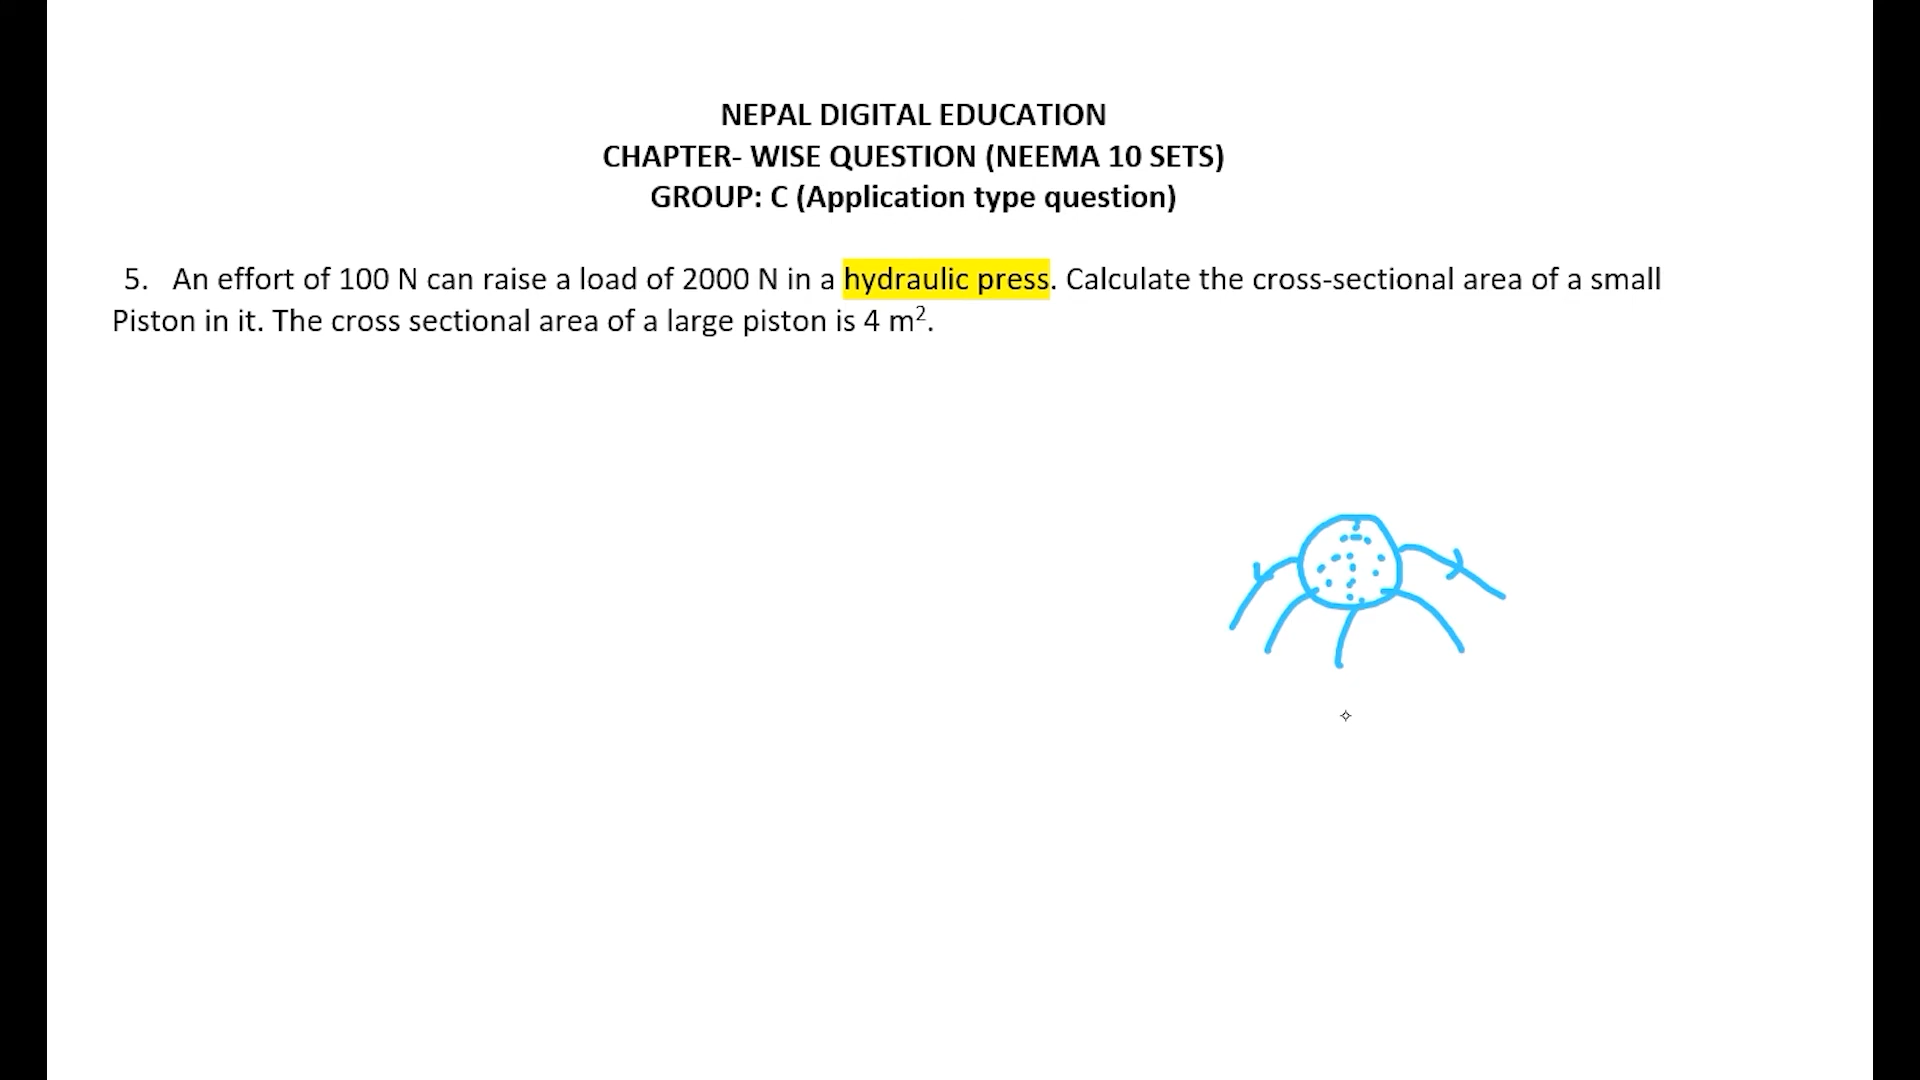 NEPAL DIGITAL EDUCATION
CHAPTER- WISE QUESTION (NEEMA 10 SETS)
GROUP: C (Application type question)
5. An effort of 100 N can raise a load of 2000 N in a hydraulic press. Calculate the cross-sectional area of a small
Piston in it. The cross sectional area of a large piston is 4 m².